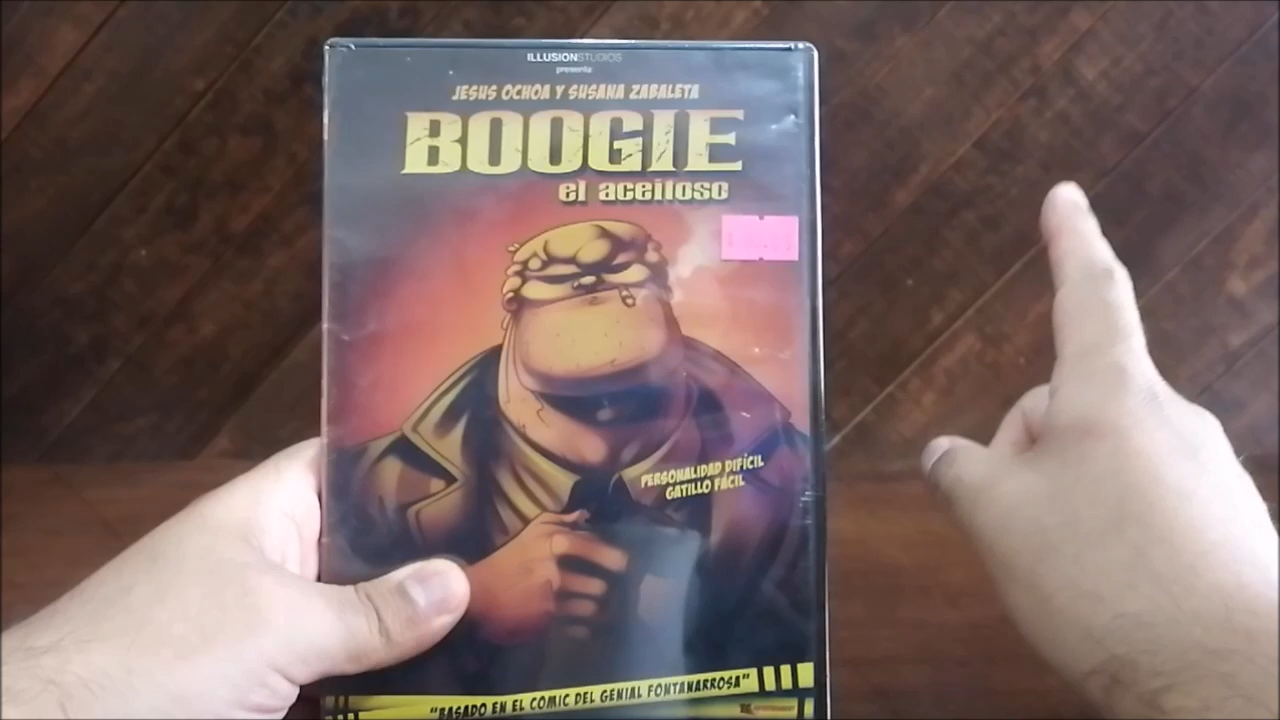 ILLUSIONSTUDIOS
presenta
JESUS OCHOA Y SUSANA ZABALETA
BOOGIE
el aceitoso
PERSONALIDAD DIFÍCIL
GATILLO FÁCIL
"BASADO EN EL COMIC DEL GENIAL FONTANARROSA"